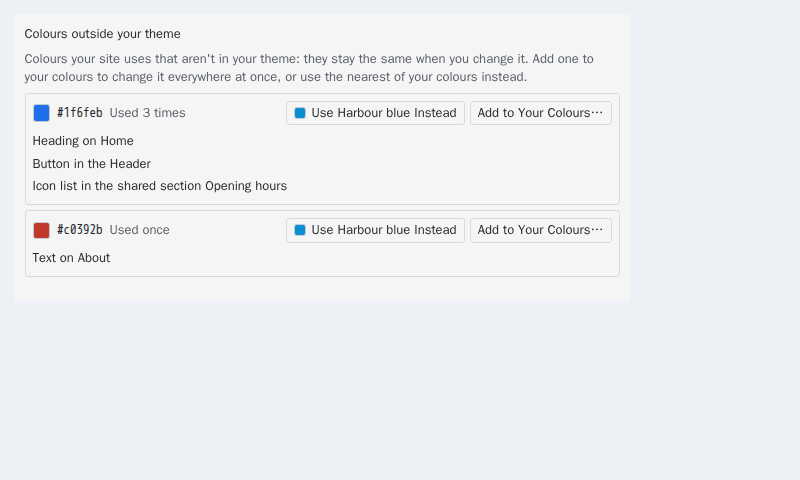 Colours outside your theme
Colours your site uses that aren't in your theme: they stay the same when you change it. Add one to
your colours to change it everywhere at once, or use the nearest of your colours instead.
#1f6feb Used 3 times Use Harbour blue Instead Add to Your Colours···
Heading on Home
Button in the Header
Icon list in the shared section Opening hours
#c0392b Used once Use Harbour blue Instead Add to Your Colours···
Text on About